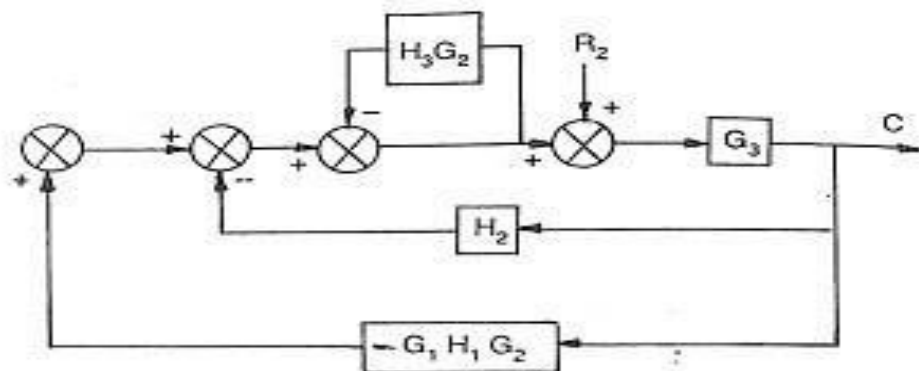 H₃G₂
R₂
− +
+ + + + G₃ C
+ --
H₂
− G₁ H₁ G₂